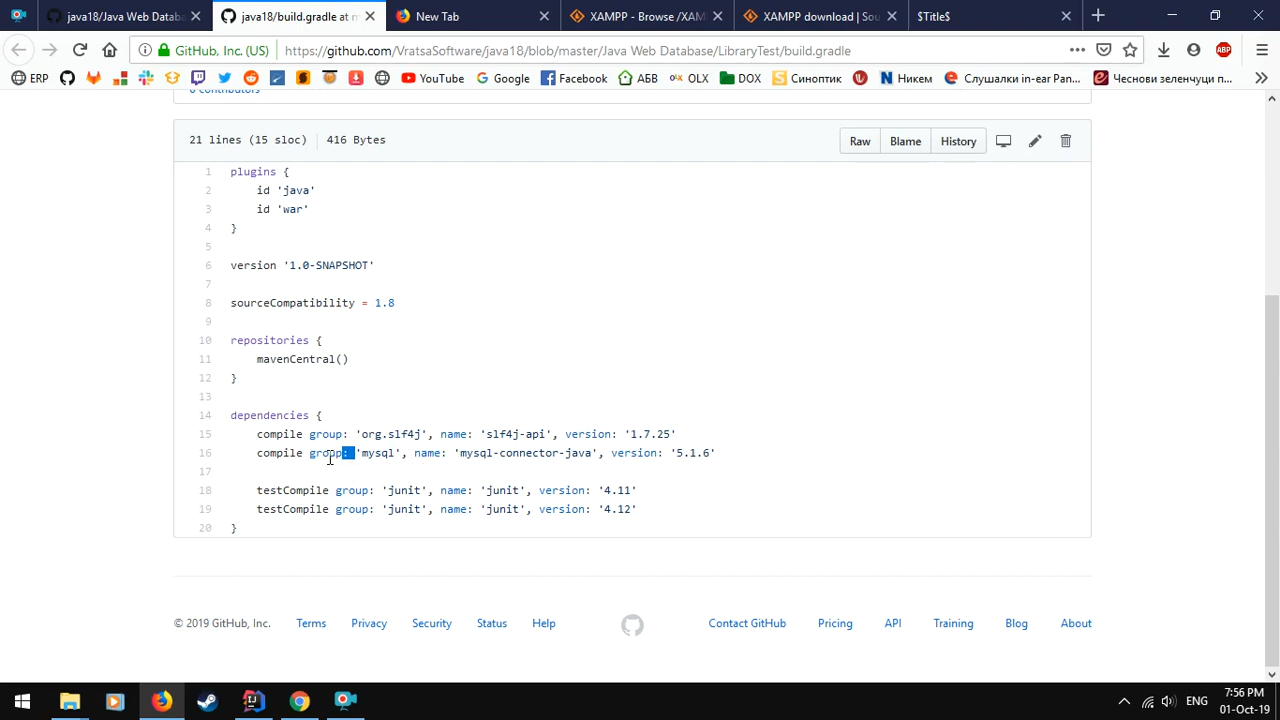 java18/Java Web Datab
java18/build.gradle at m
New Tab
XAMPP - Browse /XAM
XAMPP download | Sou
$Title$
GitHub, Inc. (US)
https://github.com/VratsaSoftware/java18/blob/master/Java Web Database/LibraryTest/build.gradle
ERP
YouTube
Google
Facebook
АБВ
OLX
DOX
Синоптик
Никем
Слушалки in-ear Pan...
Чеснови зеленчуци п...
0 contributors
21 lines (15 sloc)
416 Bytes
Raw
Blame
History
1 plugins {
2 id 'java'
3 id 'war'
4 }
5
6 version '1.0-SNAPSHOT'
7
8 sourceCompatibility = 1.8
9
10 repositories {
11 mavenCentral()
12 }
13
14 dependencies {
15 compile group: 'org.slf4j', name: 'slf4j-api', version: '1.7.25'
16 compile group: 'mysql', name: 'mysql-connector-java', version: '5.1.6'
17
18 testCompile group: 'junit', name: 'junit', version: '4.11'
19 testCompile group: 'junit', name: 'junit', version: '4.12'
20 }
© 2019 GitHub, Inc.
Terms
Privacy
Security
Status
Help
Contact GitHub
Pricing
API
Training
Blog
About
ENG
7:56 PM
01-Oct-19